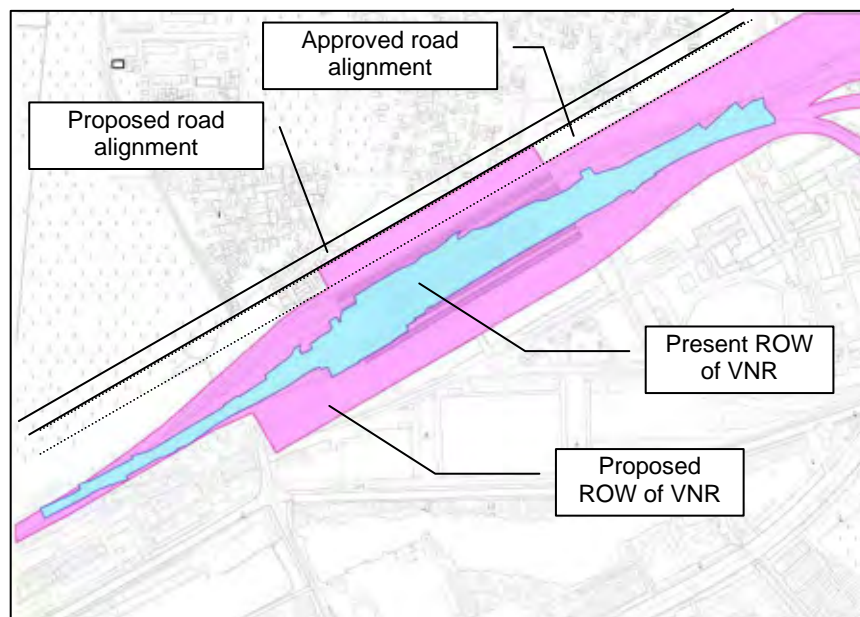 Approved road
alignment
Proposed road
alignment
Present ROW
of VNR
Proposed
ROW of VNR